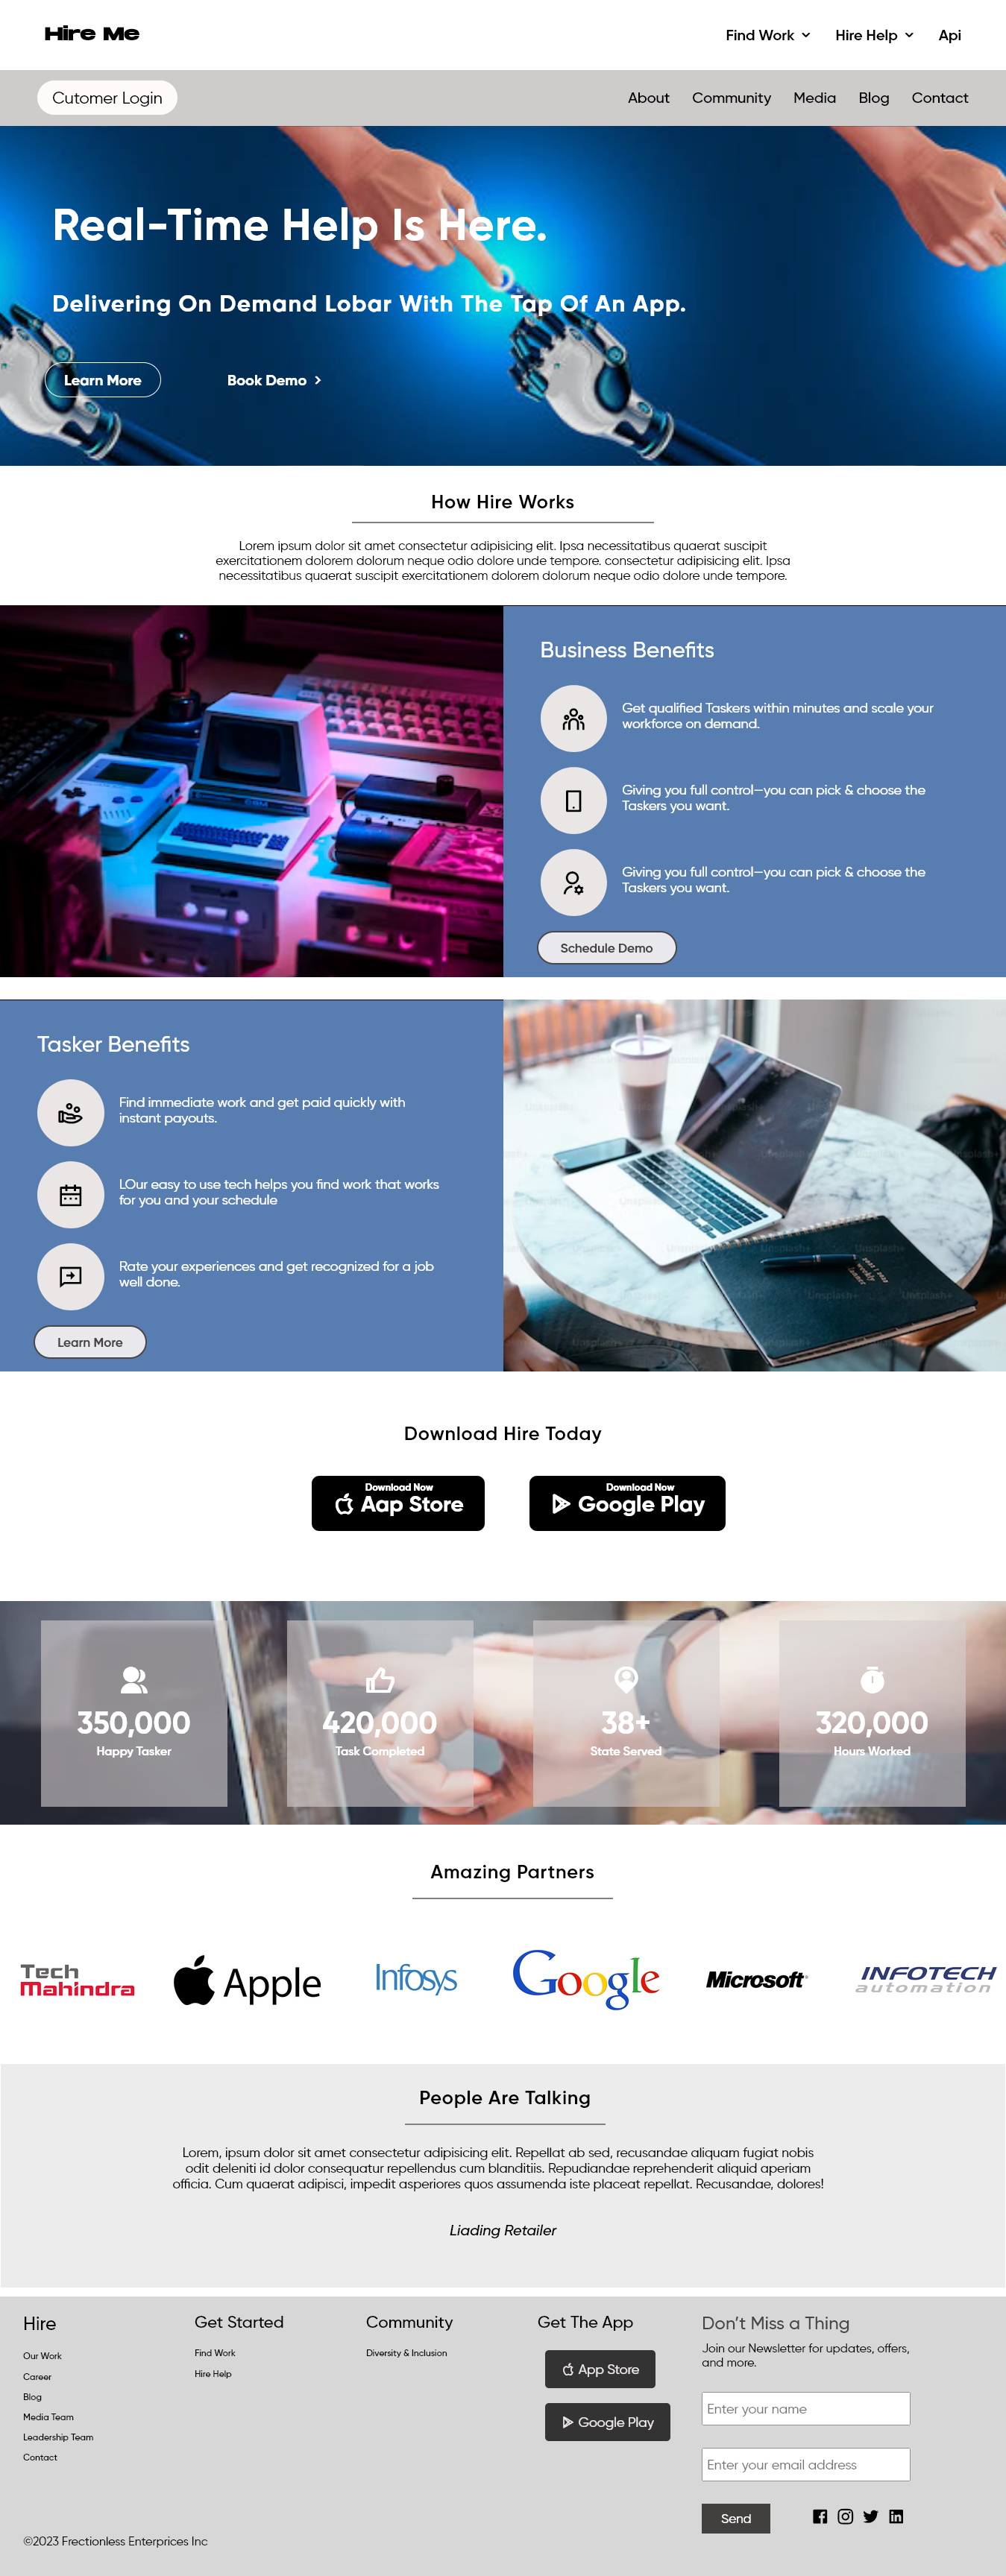 Hire Me
Find Work
Hire Help
Api
Cutomer Login
About
Community
Media
Blog
Contact
Real-Time Help Is Here.
Delivering On Demand Lobar With The Tap Of An App.
Learn More
Book Demo
How Hire Works
Lorem ipsum dolor sit amet consectetur adipisicing elit. Ipsa necessitatibus quaerat suscipit
exercitationem dolorem dolorum neque odio dolore unde tempore. consectetur adipisicing elit. Ipsa
necessitatibus quaerat suscipit exercitationem dolorem dolorum neque odio dolore unde tempore.
Business Benefits
Get qualified Taskers within minutes and scale your
workforce on demand.
Giving you full control—you can pick & choose the
Taskers you want.
Giving you full control—you can pick & choose the
Taskers you want.
Schedule Demo
Tasker Benefits
Find immediate work and get paid quickly with
instant payouts.
LOur easy to use tech helps you find work that works
for you and your schedule
Rate your experiences and get recognized for a job
well done.
Learn More
Download Hire Today
Download Now
Aap Store
Download Now
Google Play
350,000
Happy Tasker
420,000
Task Completed
38+
State Served
320,000
Hours Worked
Amazing Partners
Tech
Mahindra
Apple
Infosys
Google
Microsoft
INFOTECH
automation
People Are Talking
Lorem, ipsum dolor sit amet consectetur adipisicing elit. Repellat ab sed, recusandae aliquam fugiat nobis
odit deleniti id dolor consequatur repellendus cum blanditiis. Repudiandae reprehenderit aliquid aperiam
officia. Cum quaerat adipisci, impedit asperiores quos assumenda iste placeat repellat. Recusandae, dolores!
Liading Retailer
Hire
Our Work
Career
Blog
Media Team
Leadership Team
Contact
Get Started
Find Work
Hire Help
Community
Diversity & Inclusion
Get The App
App Store
Google Play
Don't Miss a Thing
Join our Newsletter for updates, offers,
and more.
Enter your name
Enter your email address
Send
©2023 Frectionless Enterprices Inc